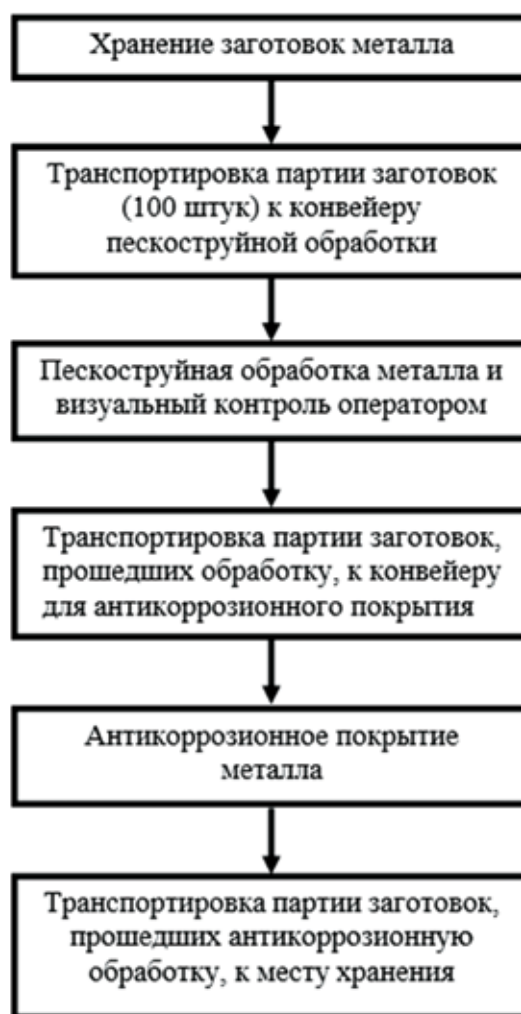 Хранение заготовок металла
Транспортировка партии заготовок
(100 штук) к конвейеру
пескоструйной обработки
Пескоструйная обработка металла и
визуальный контроль оператором
Транспортировка партии заготовок,
прошедших обработку, к конвейеру
для антикоррозионного покрытия
Антикоррозионное покрытие
металла
Транспортировка партии заготовок,
прошедших антикоррозионную
обработку, к месту хранения